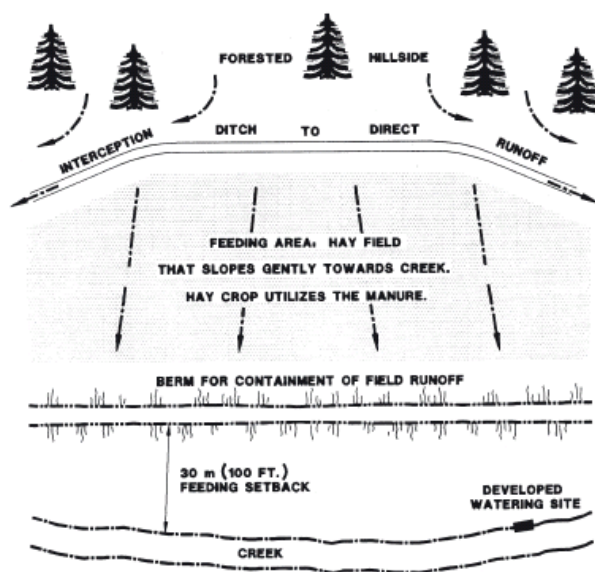 FORESTED HILLSIDE
INTERCEPTION DITCH TO DIRECT RUNOFF
FEEDING AREA: HAY FIELD
THAT SLOPES GENTLY TOWARDS CREEK.
HAY CROP UTILIZES THE MANURE.
BERM FOR CONTAINMENT OF FIELD RUNOFF
30 m (100 FT.)
FEEDING SETBACK
DEVELOPED
WATERING SITE
CREEK